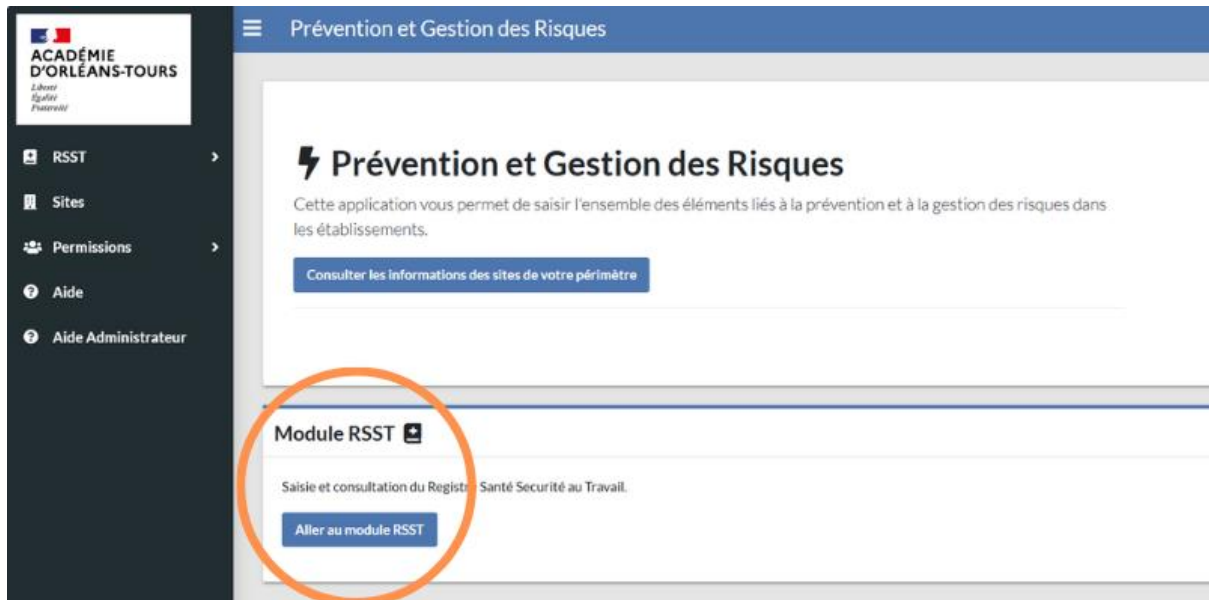 ACADÉMIE
D'ORLÉANS-TOURS
Liberté
Égalité
Fraternité
RSST
Sites
Permissions
Aide
Aide Administrateur
Prévention et Gestion des Risques
Prévention et Gestion des Risques
Cette application vous permet de saisir l'ensemble des éléments liés à la prévention et à la gestion des risques dans
les établissements.
Consulter les informations des sites de votre périmètre
Module RSST
Saisie et consultation du Registre Santé Securité au Travail.
Aller au module RSST